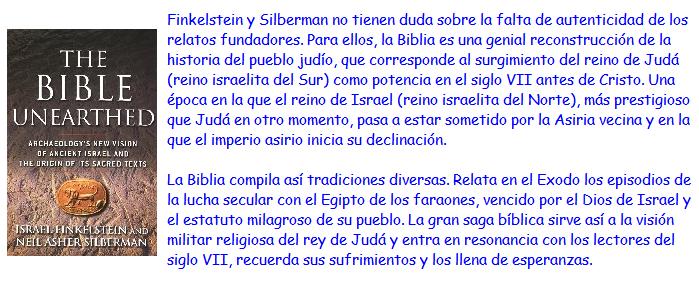 THE
BIBLE
UNEARTHED
ARCHAEOLOGY'S NEW VISION
OF ANCIENT ISRAEL AND
THE ORIGIN OF ITS SACRED TEXTS
ISRAEL FINKELSTEIN AND
NEIL ASHER SILBERMAN
Finkelstein y Silberman no tienen duda sobre la falta de autenticidad de los
relatos fundadores. Para ellos, la Biblia es una genial reconstrucción de la
historia del pueblo judío, que corresponde al surgimiento del reino de Judá
(reino israelita del Sur) como potencia en el siglo VII antes de Cristo. Una
época en la que el reino de Israel (reino israelita del Norte), más prestigioso
que Judá en otro momento, pasa a estar sometido por la Asiria vecina y en la
que el imperio asirio inicia su declinación.
La Biblia compila así tradiciones diversas. Relata en el Exodo los episodios de
la lucha secular con el Egipto de los faraones, vencido por el Dios de Israel y
el estatuto milagroso de su pueblo. La gran saga bíblica sirve así a la visión
militar religiosa del rey de Judá y entra en resonancia con los lectores del
siglo VII, recuerda sus sufrimientos y los llena de esperanzas.